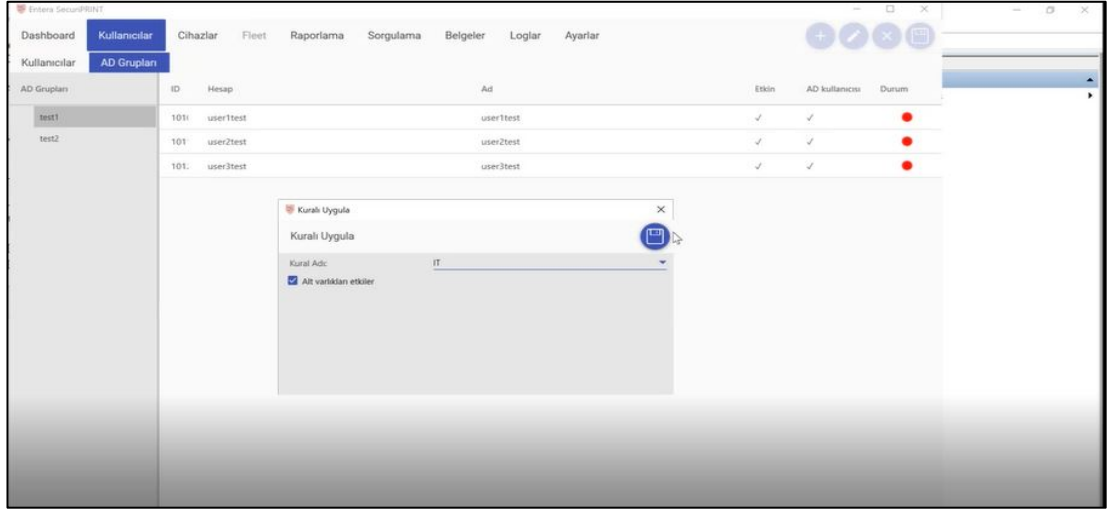 Entera SecuriPRINT
Dashboard Kullanıcılar Cihazlar Fleet Raporlama Sorgulama Belgeler Loglar Ayarlar
Kullanıcılar AD Grupları
AD Grupları ID Hesap Ad Etkin AD kullanıcısı Durum
test1 user1test user1test
test2 user2test user2test
user3test user3test
Kuralı Uygula
Kuralı Uygula
Kural Adı: IT
Alt varlıkları etkiler